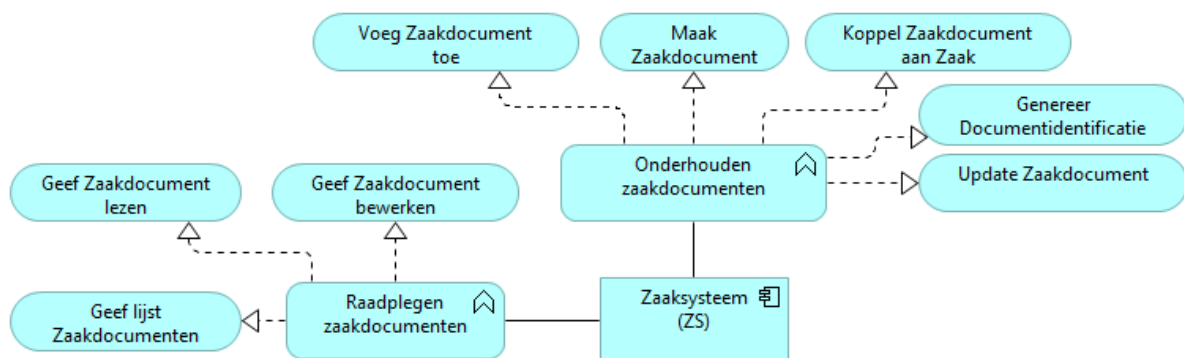 Voeg Zaakdocument
toe
Maak
Zaakdocument
Koppel Zaakdocument
aan Zaak
Genereer
Documentidentificatie
Onderhouden
zaakdocumenten
Update Zaakdocument
Geef Zaakdocument
lezen
Geef Zaakdocument
bewerken
Geef lijst
Zaakdocumenten
Raadplegen
zaakdocumenten
Zaaksysteem
(ZS)